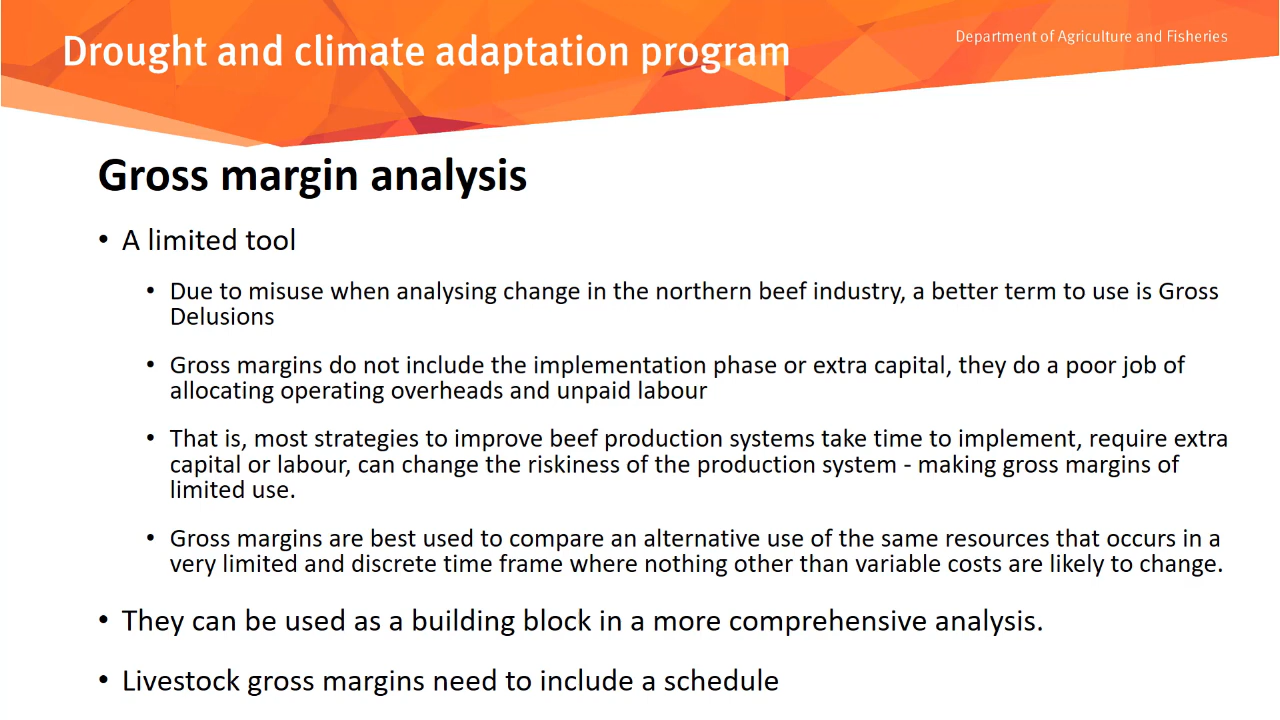 Drought and climate adaptation program
Department of Agriculture and Fisheries
Gross margin analysis
• A limited tool
• Due to misuse when analysing change in the northern beef industry, a better term to use is Gross
Delusions
• Gross margins do not include the implementation phase or extra capital, they do a poor job of
allocating operating overheads and unpaid labour
• That is, most strategies to improve beef production systems take time to implement, require extra
capital or labour, can change the riskiness of the production system - making gross margins of
limited use.
• Gross margins are best used to compare an alternative use of the same resources that occurs in a
very limited and discrete time frame where nothing other than variable costs are likely to change.
• They can be used as a building block in a more comprehensive analysis.
• Livestock gross margins need to include a schedule